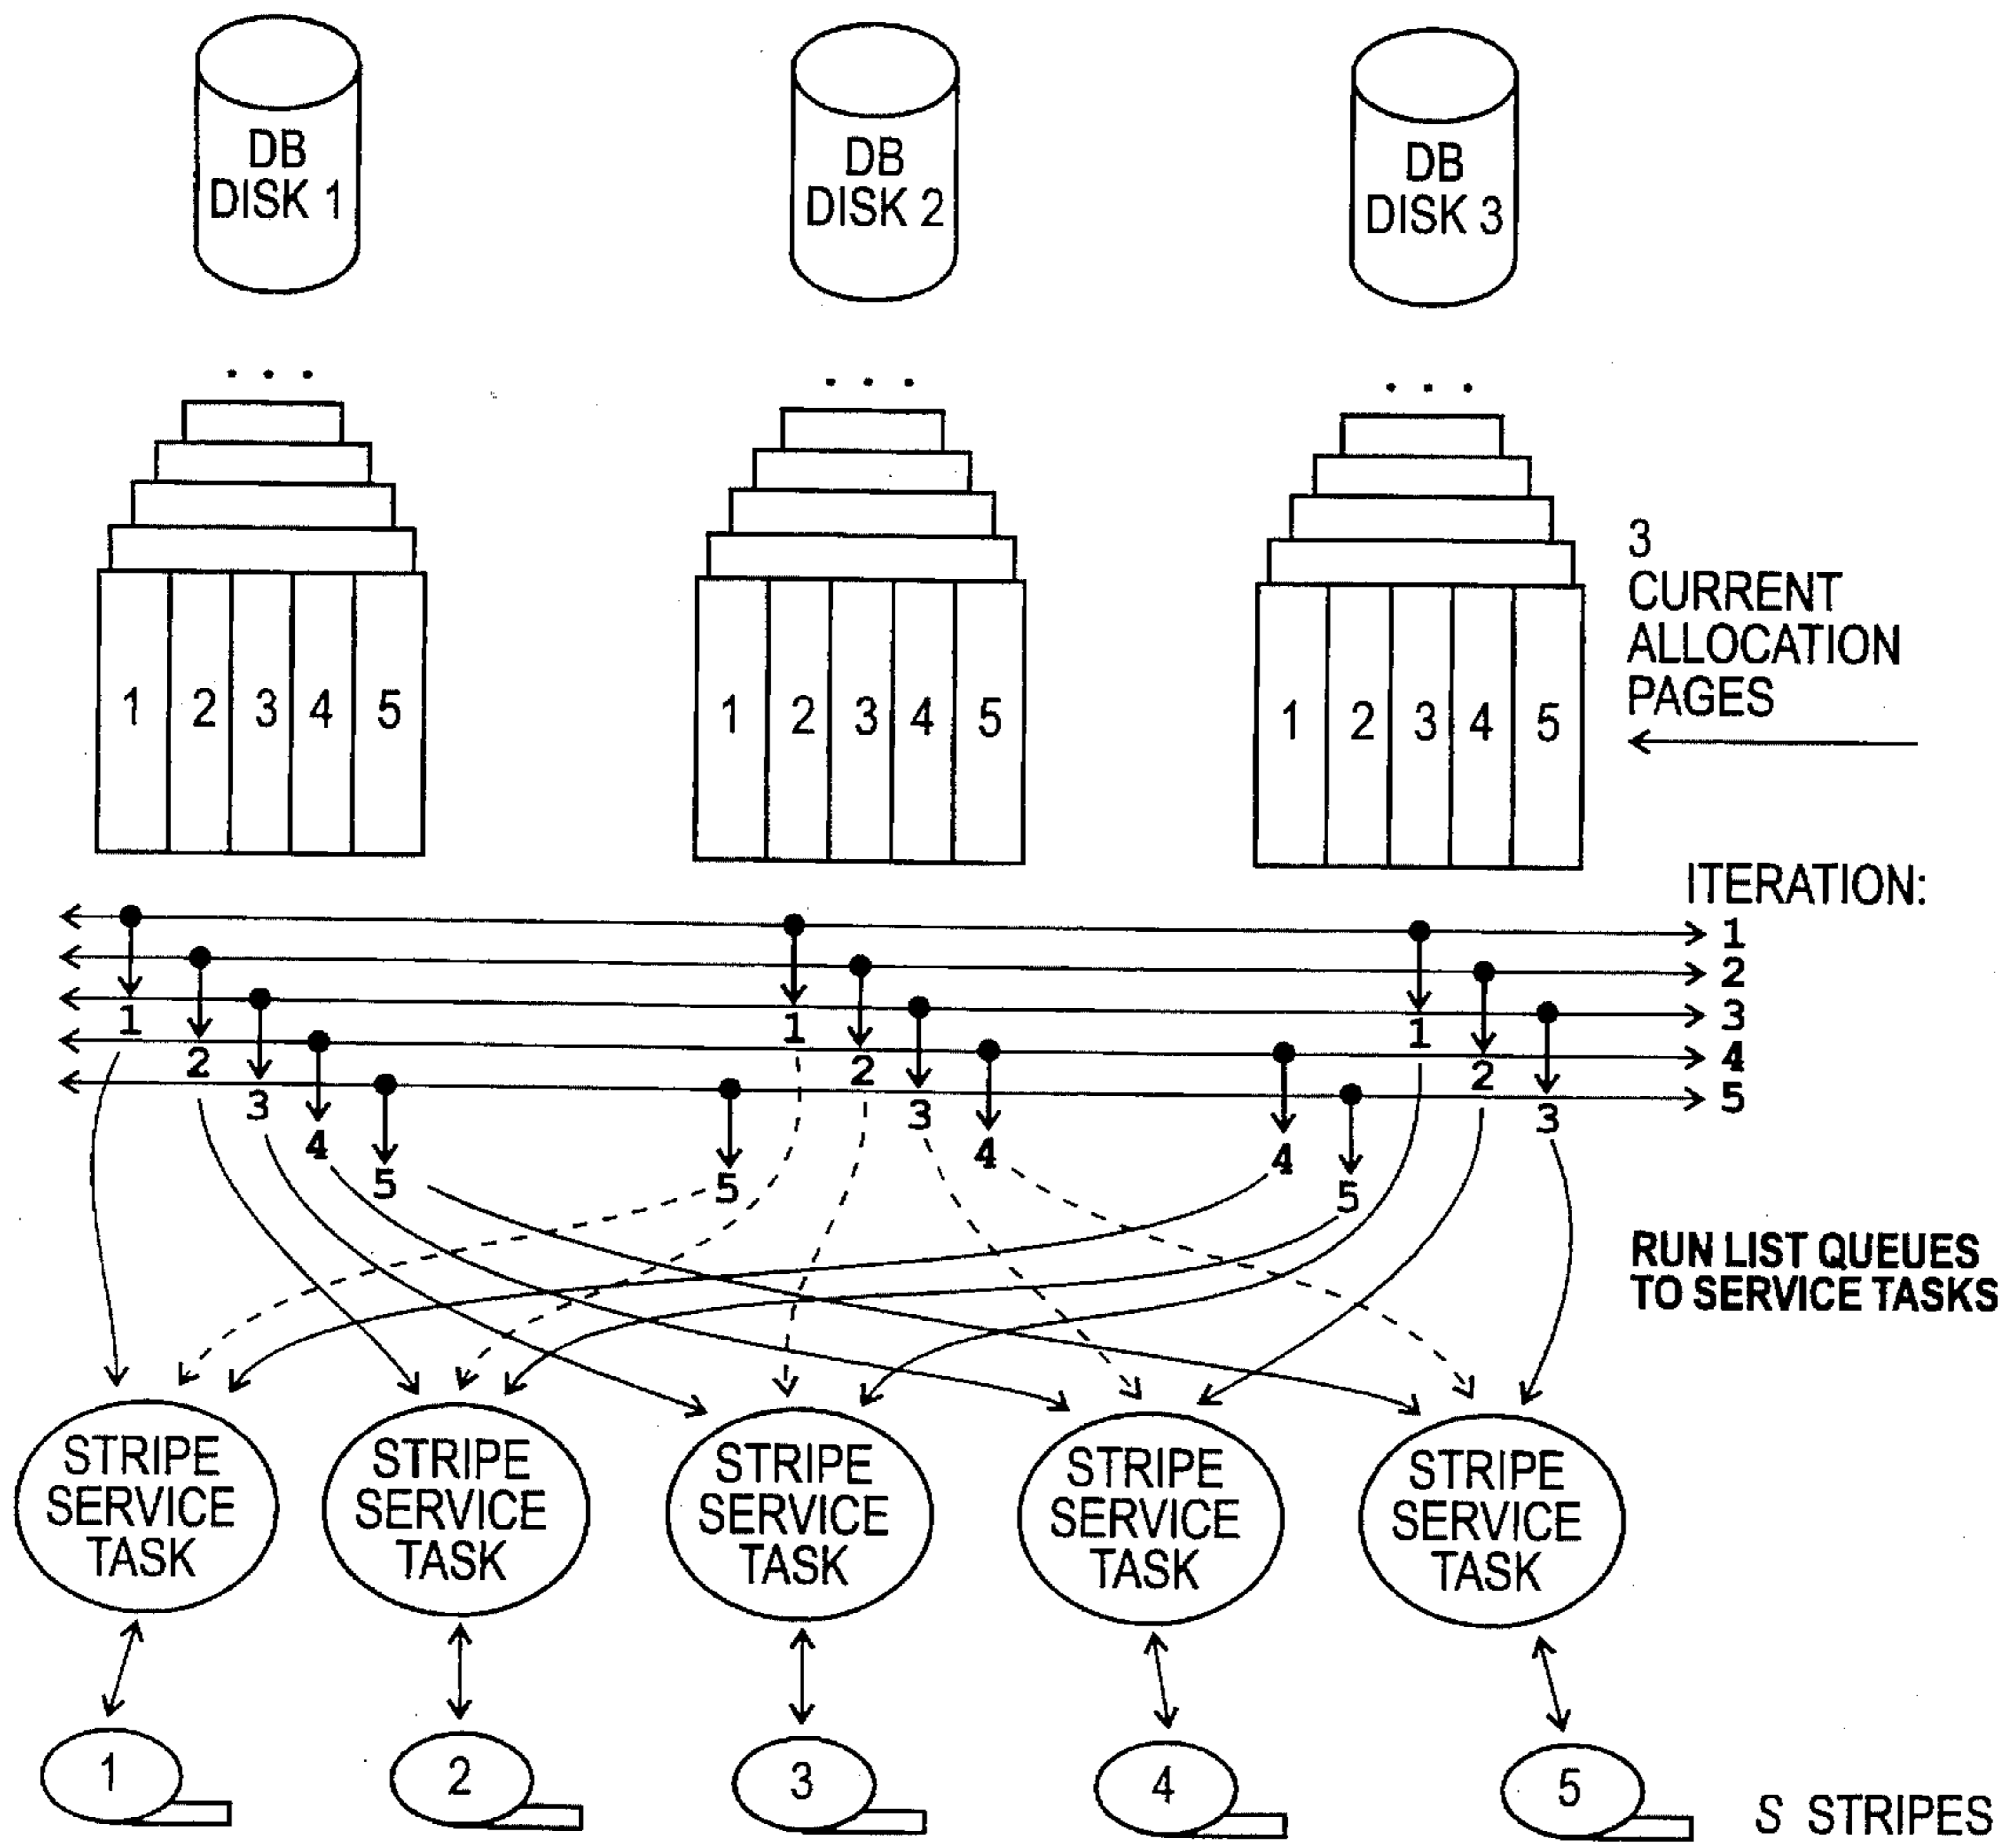 DB
DISK 1
DB
DISK 2
DB
DISK 3
. . .
. . .
. . .
3
CURRENT
ALLOCATION
PAGES
1 2 3 4 5
1 2 3 4 5
1 2 3 4 5
ITERATION:
1
2
3
4
5
1
2
3
4
5
1
2
3
4
5
1
2
3
4
5
RUN LIST QUEUES
TO SERVICE TASKS
STRIPE
SERVICE
TASK
STRIPE
SERVICE
TASK
STRIPE
SERVICE
TASK
STRIPE
SERVICE
TASK
STRIPE
SERVICE
TASK
1
2
3
4
5
S STRIPES